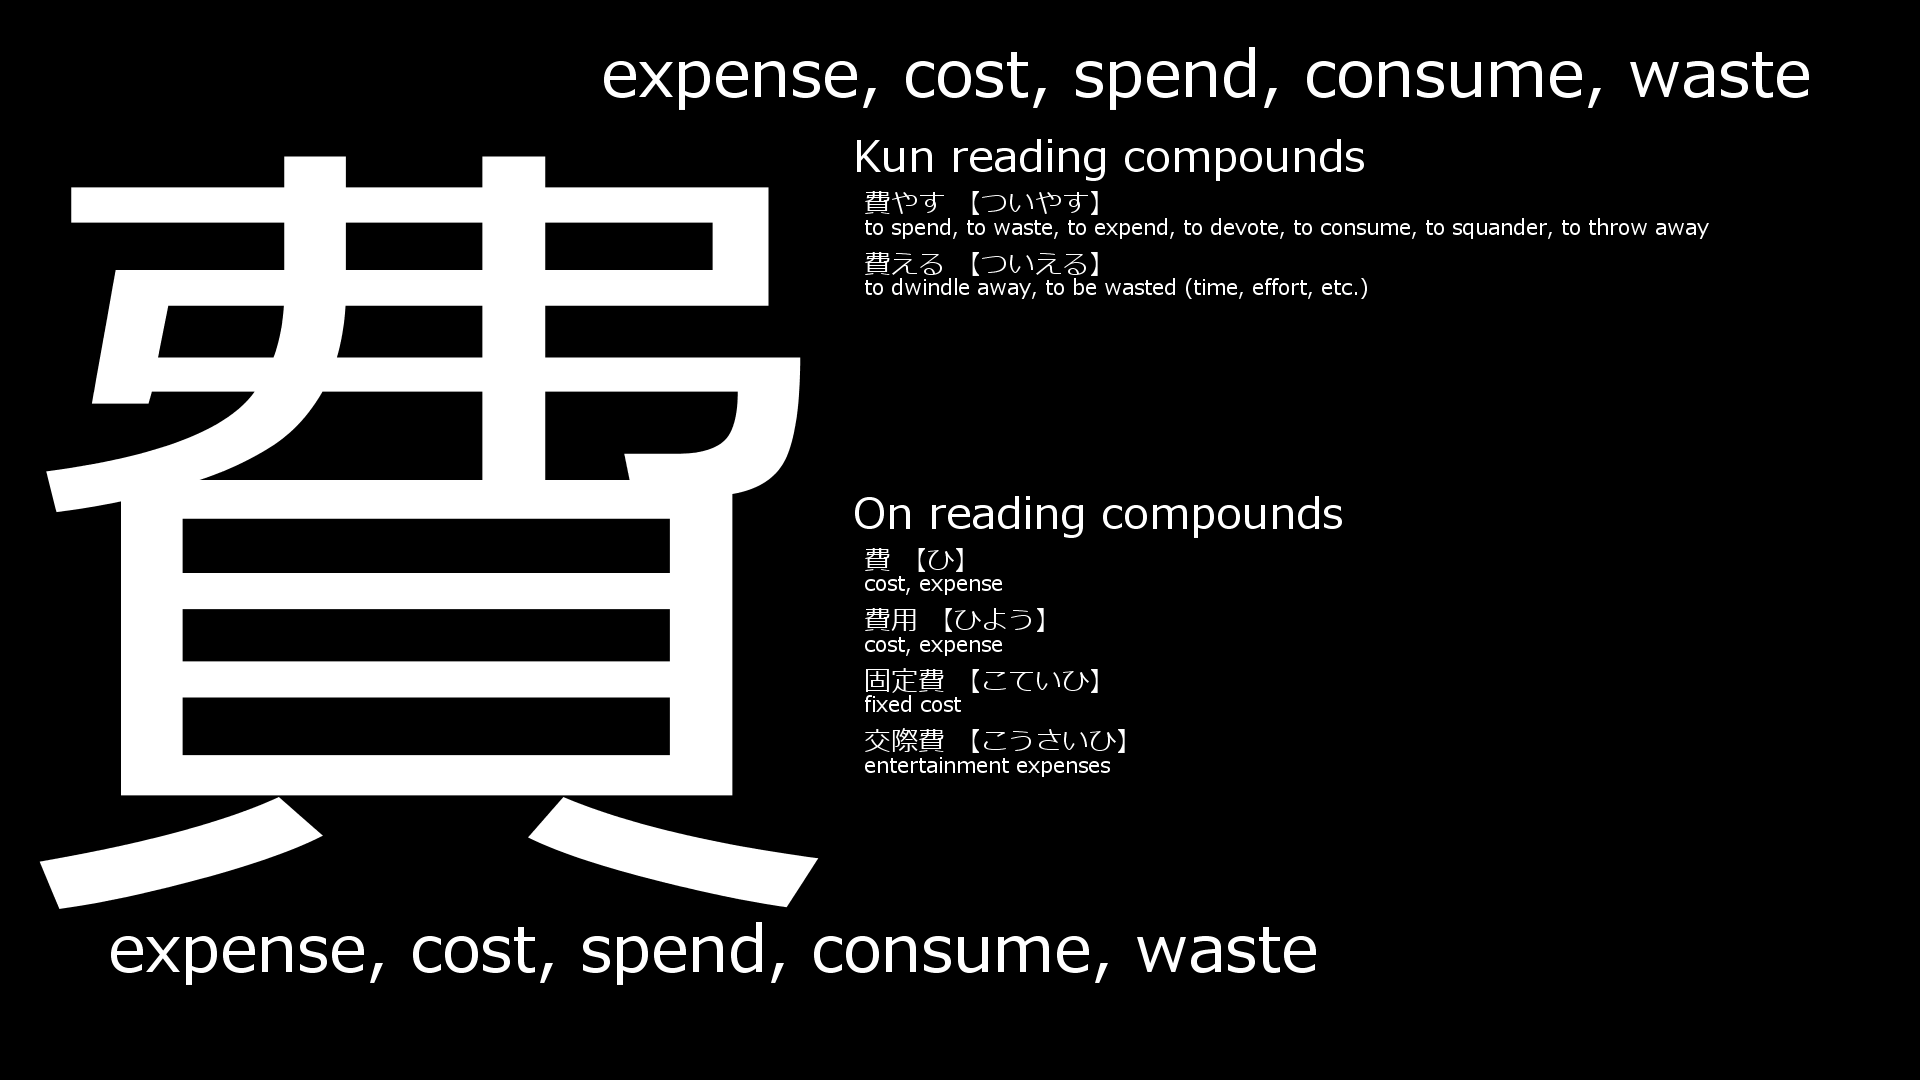 expense, cost, spend, consume, waste
費
Kun reading compounds
費やす 【ついやす】
to spend, to waste, to expend, to devote, to consume, to squander, to throw away
費える 【ついえる】
to dwindle away, to be wasted (time, effort, etc.)
On reading compounds
費 【ひ】
cost, expense
費用 【ひよう】
cost, expense
固定費 【こていひ】
fixed cost
交際費 【こうさいひ】
entertainment expenses
expense, cost, spend, consume, waste